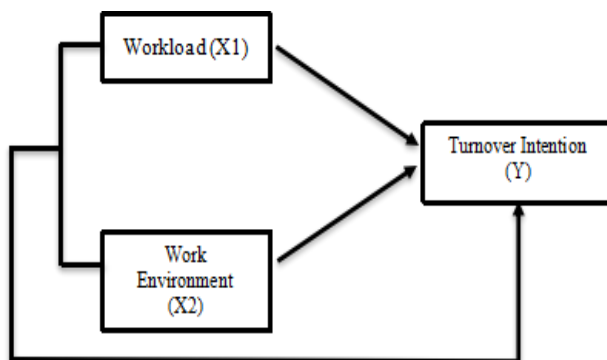 Workload (X1)
Turnover Intention
(Y)
Work
Environment
(X2)